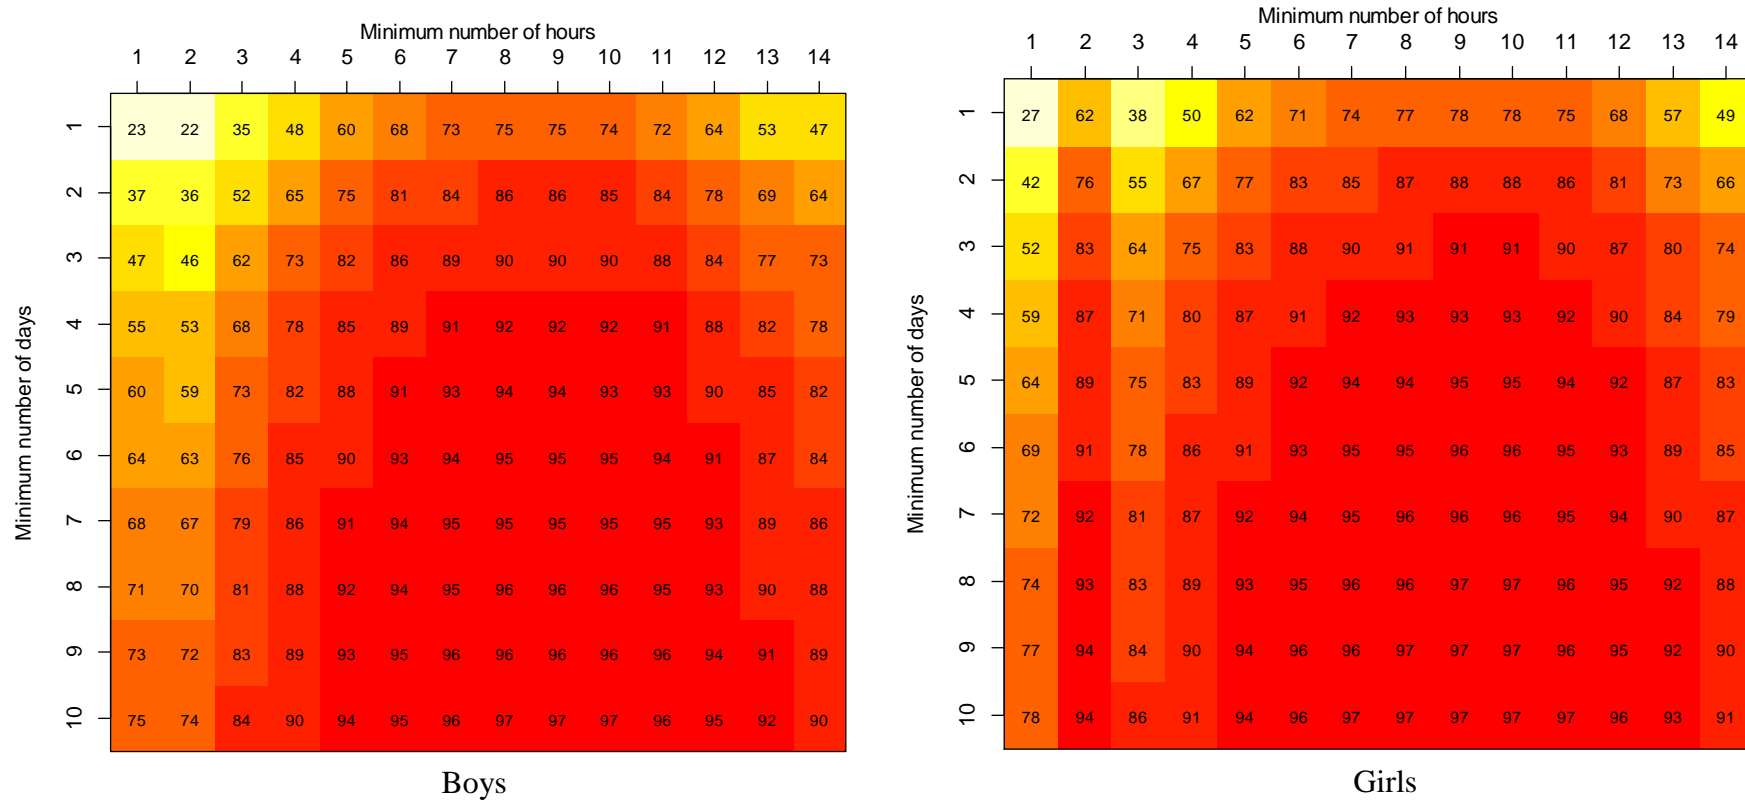 Minimum number of hours
1 2 3 4 5 6 7 8 9 10 11 12 13 14
Minimum number of days
1 23 22 35 48 60 68 73 75 75 74 72 64 53 47
2 37 36 52 65 75 81 84 86 86 85 84 78 69 64
3 47 46 62 73 82 86 89 90 90 90 88 84 77 73
4 55 53 68 78 85 89 91 92 92 92 91 88 82 78
5 60 59 73 82 88 91 93 94 94 93 93 90 85 82
6 64 63 76 85 90 93 94 95 95 95 94 91 87 84
7 68 67 79 86 91 94 95 95 95 95 95 93 89 86
8 71 70 81 88 92 94 95 96 96 96 95 93 90 88
9 73 72 83 89 93 95 96 96 96 96 96 94 91 89
10 75 74 84 90 94 95 96 97 97 97 96 95 92 90
Boys
Minimum number of hours
1 2 3 4 5 6 7 8 9 10 11 12 13 14
Minimum number of days
1 27 62 38 50 62 71 74 77 78 78 75 68 57 49
2 42 76 55 67 77 83 85 87 88 88 86 81 73 66
3 52 83 64 75 83 88 90 91 91 91 90 87 80 74
4 59 87 71 80 87 91 92 93 93 93 92 90 84 79
5 64 89 75 83 89 92 94 94 95 95 94 92 87 83
6 69 91 78 86 91 93 95 95 96 96 95 93 89 85
7 72 92 81 87 92 94 95 96 96 96 95 94 90 87
8 74 93 83 89 93 95 96 96 97 97 96 95 92 88
9 77 94 84 90 94 96 96 97 97 97 96 95 92 90
10 78 94 86 91 94 96 97 97 97 97 97 96 93 91
Girls